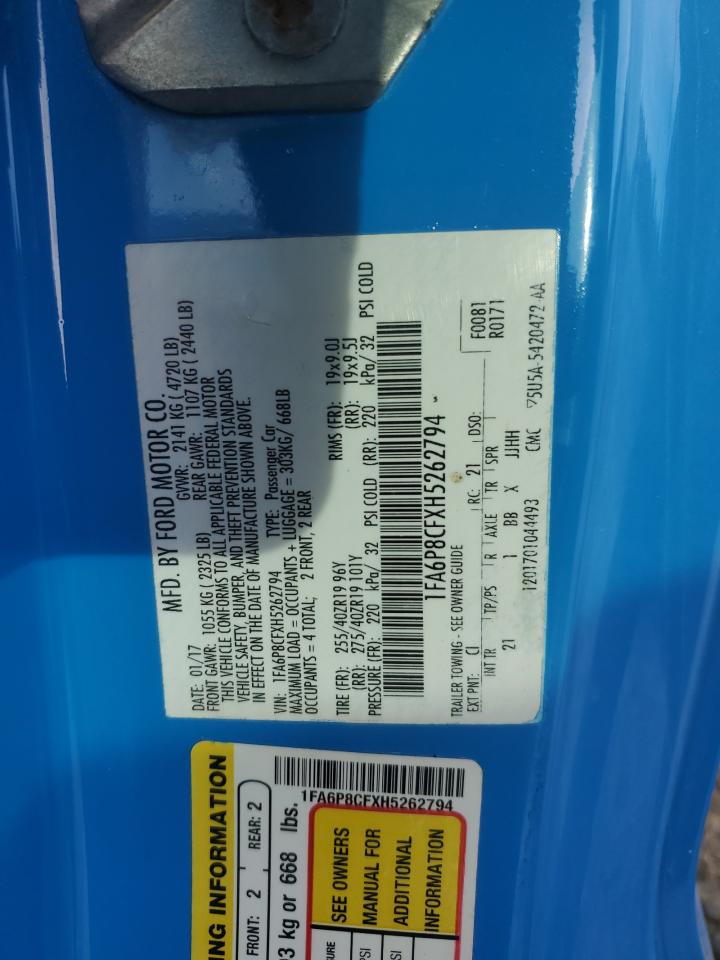 MFD. BY FORD MOTOR CO.
DATE: 01/17 GVWR: 2141 KG ( 4720 LB)
FRONT GAWR: 1055 KG ( 2325 LB) REAR GAWR: 1107 KG ( 2440 LB)
THIS VEHICLE CONFORMS TO ALL APPLICABLE FEDERAL MOTOR
VEHICLE SAFETY, BUMPER, AND THEFT PREVENTION STANDARDS
IN EFFECT ON THE DATE OF MANUFACTURE SHOWN ABOVE.
VIN: 1FA6P8CFXH5262794 TYPE: Passenger Car
MAXIMUM LOAD = OCCUPANTS + LUGGAGE = 303KG/ 668LB
OCCUPANTS = 4 TOTAL; 2 FRONT, 2 REAR
TIRE (FR): 255/40ZR19 96Y RIMS (FR): 19x9.0J
(RR): 275/40ZR19 101Y (RR): 19x9.5J
PRESSURE (FR): 220 kPa/ 32 PSI COLD (RR): 220 kPa/ 32 PSI COLD
1FA6P8CFXH5262794
TRAILER TOWING - SEE OWNER GUIDE F0081
EXT PNT: CI RC: 21 DSO: R0171
INT TR TP/PS R AXLE TR SPR
21 1 BB X JJHH
1201701044493 CMC 5U5A-5420472-AA
ING INFORMATION
FRONT: 2 REAR: 2
93 kg or 668 lbs.
1FA6P8CFXH5262794
SURE
PSI
SI
SEE OWNERS
MANUAL FOR
ADDITIONAL
INFORMATION